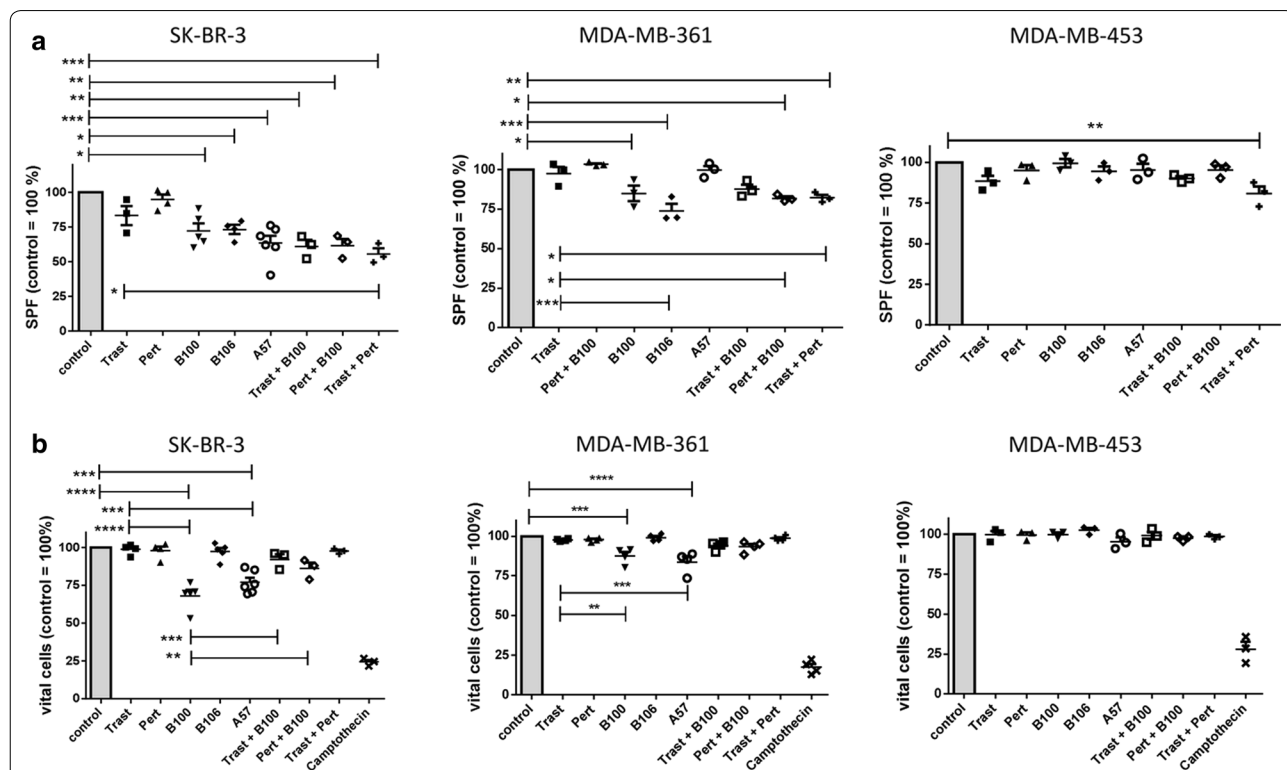 a
SK-BR-3
MDA-MB-361
MDA-MB-453
***
**
**
***
*
*
SPF (control = 100 %)
100
75
50
25
0
*
control
Trast
Pert
B100
B106
A57
Trast + B100
Pert + B100
Trast + Pert
**
*
***
*
SPF (control = 100 %)
100
75
50
25
0
*
*
***
control
Trast
Pert + B100
B100
B106
A57
Trast + B100
Pert + B100
Trast + Pert
**
SPF (control = 100 %)
100
75
50
25
0
control
Trast
Pert
B100
B106
A57
Trast + B100
Pert + B100
Trast + Pert
b
SK-BR-3
MDA-MB-361
MDA-MB-453
***
****
***
****
vital cells (control = 100%)
100
75
50
25
0
***
**
control
Trast
Pert
B100
B106
A57
Trast + B100
Pert + B100
Trast + Pert
Camptothecin
****
***
vital cells (control = 100%)
100
75
50
25
0
***
**
control
Trast
Pert
B100
B106
A57
Trast + B100
Pert + B100
Trast + Pert
Camptothecin
vital cells (control = 100%)
100
75
50
25
0
control
Trast
Pert
B100
B106
A57
Trast + B100
Pert + B100
Trast + Pert
Camptothecin